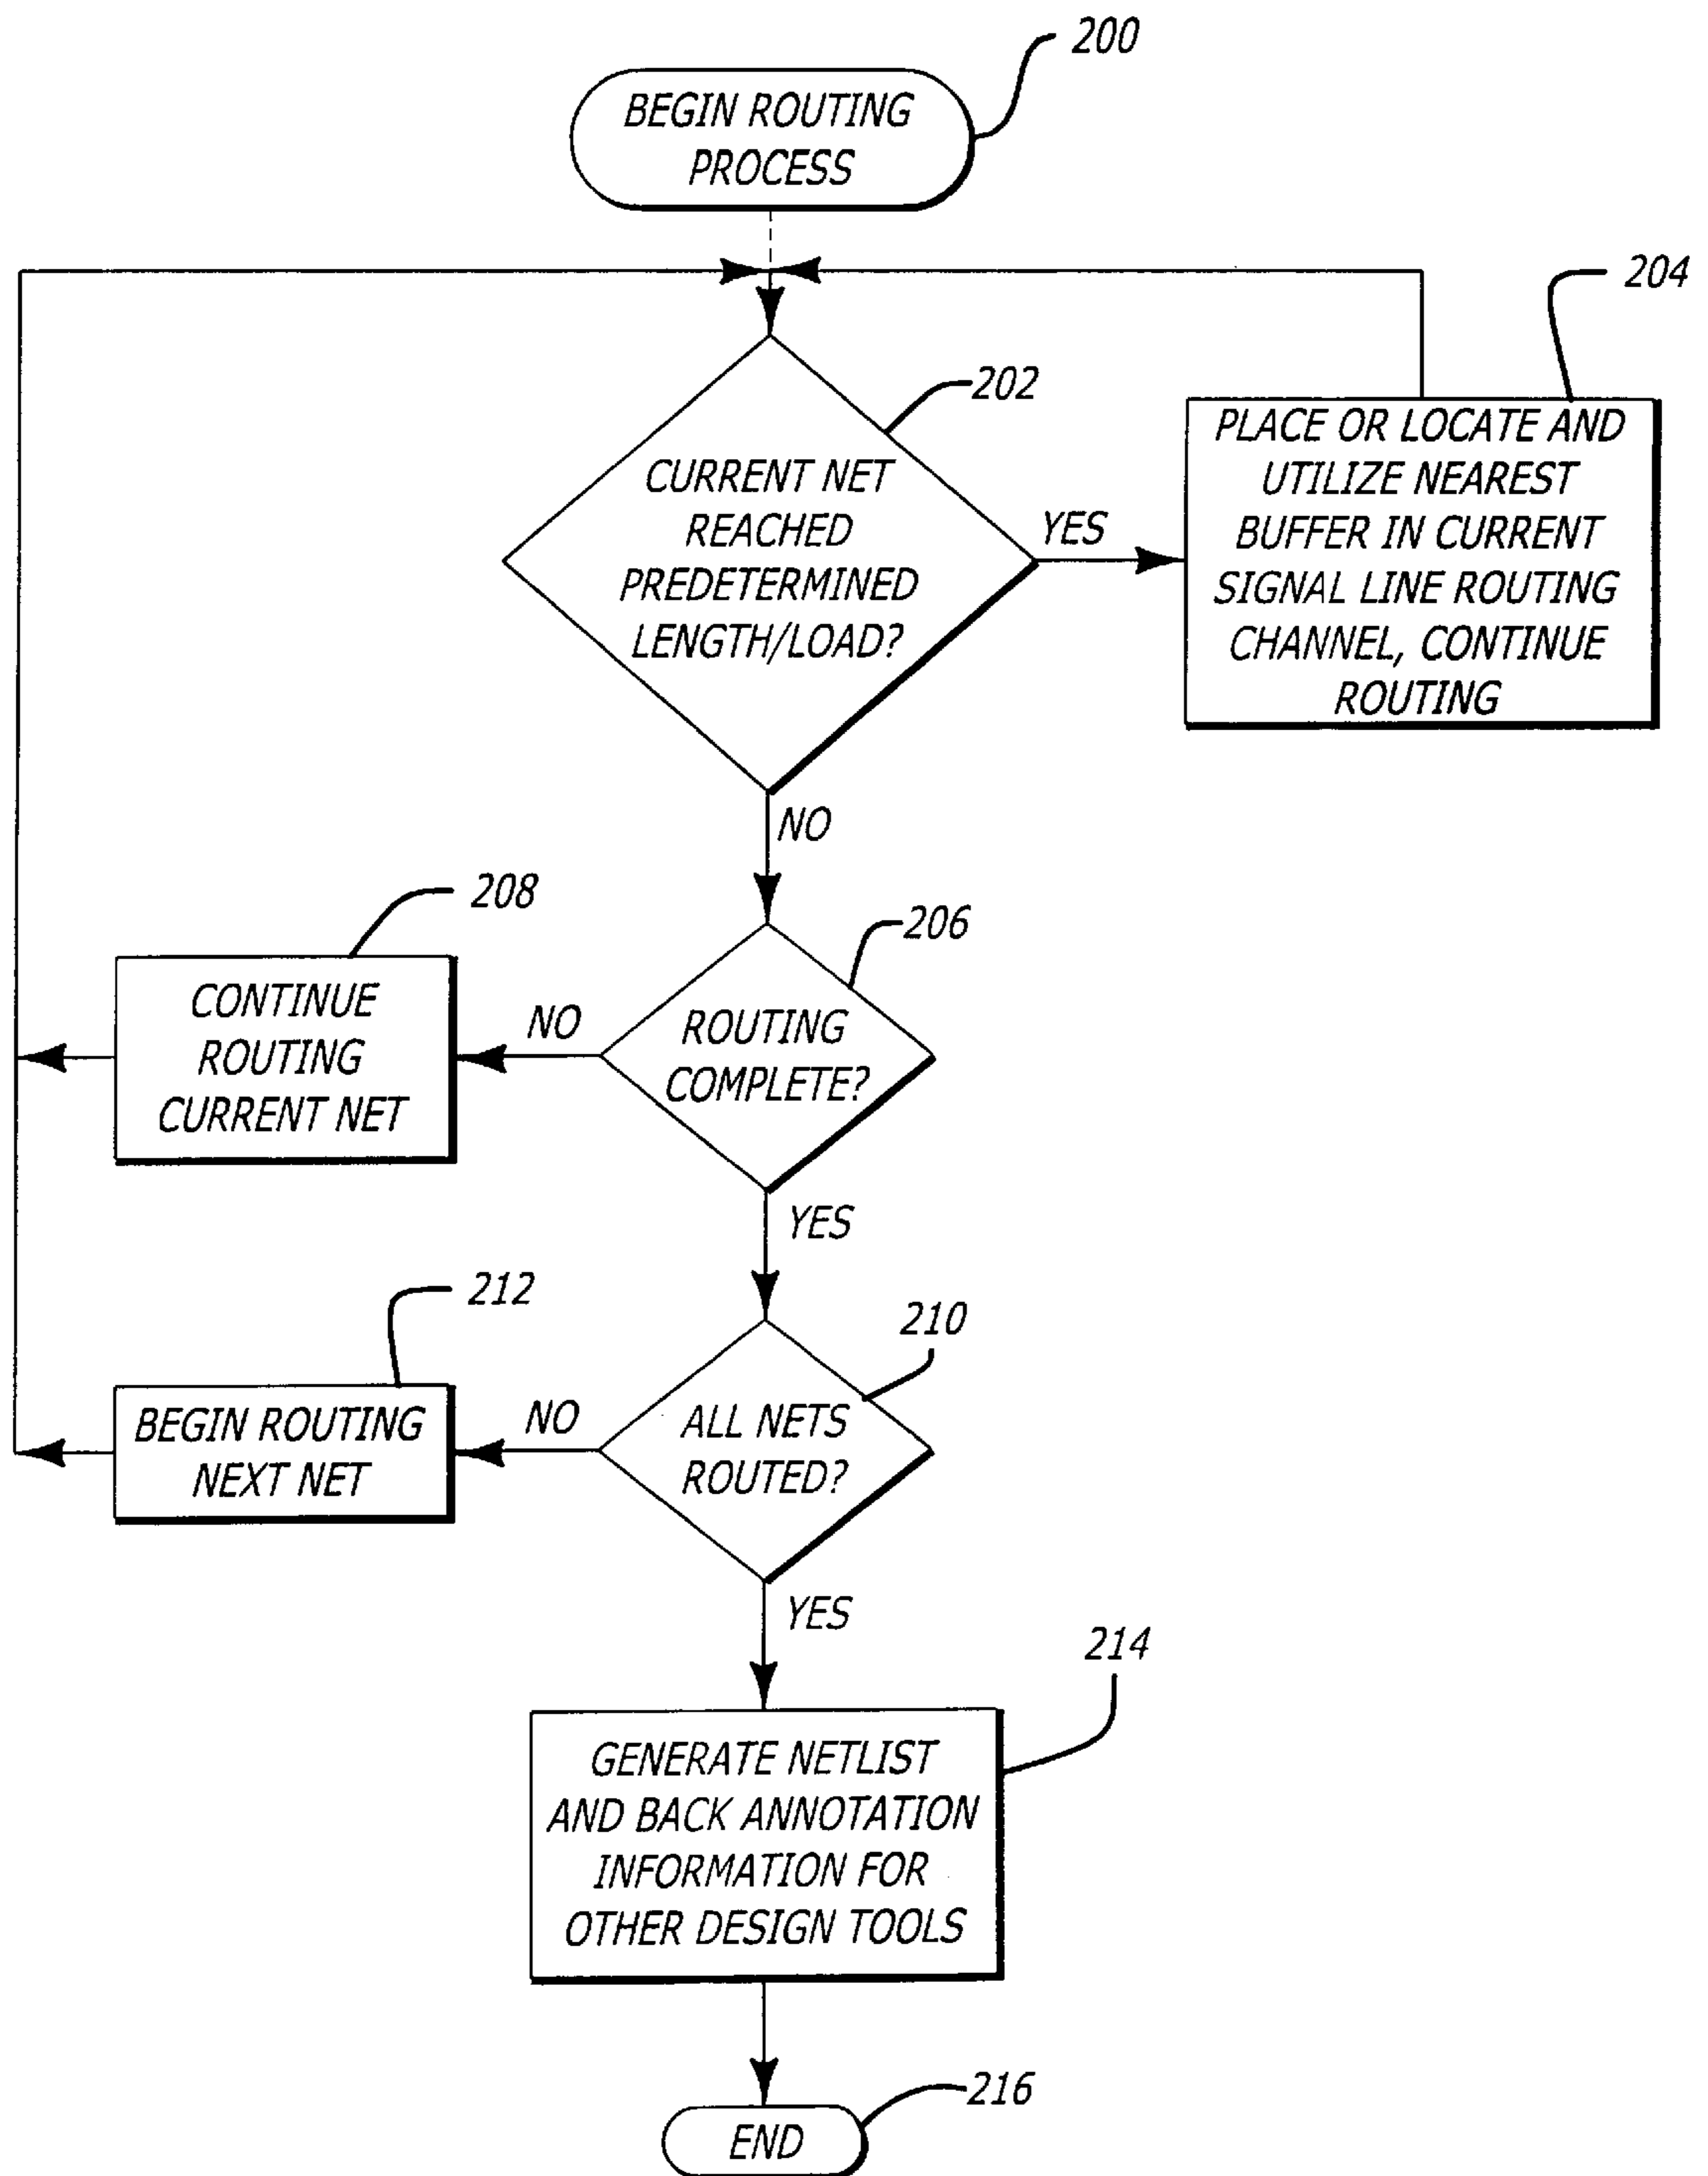 200
BEGIN ROUTING
PROCESS
204
202
PLACE OR LOCATE AND
UTILIZE NEAREST
BUFFER IN CURRENT
SIGNAL LINE ROUTING
CHANNEL, CONTINUE
ROUTING
CURRENT NET
REACHED
PREDETERMINED
LENGTH/LOAD?
YES
NO
208
206
CONTINUE
ROUTING
CURRENT NET
NO
ROUTING
COMPLETE?
YES
212
210
BEGIN ROUTING
NEXT NET
NO
ALL NETS
ROUTED?
YES
214
GENERATE NETLIST
AND BACK ANNOTATION
INFORMATION FOR
OTHER DESIGN TOOLS
216
END